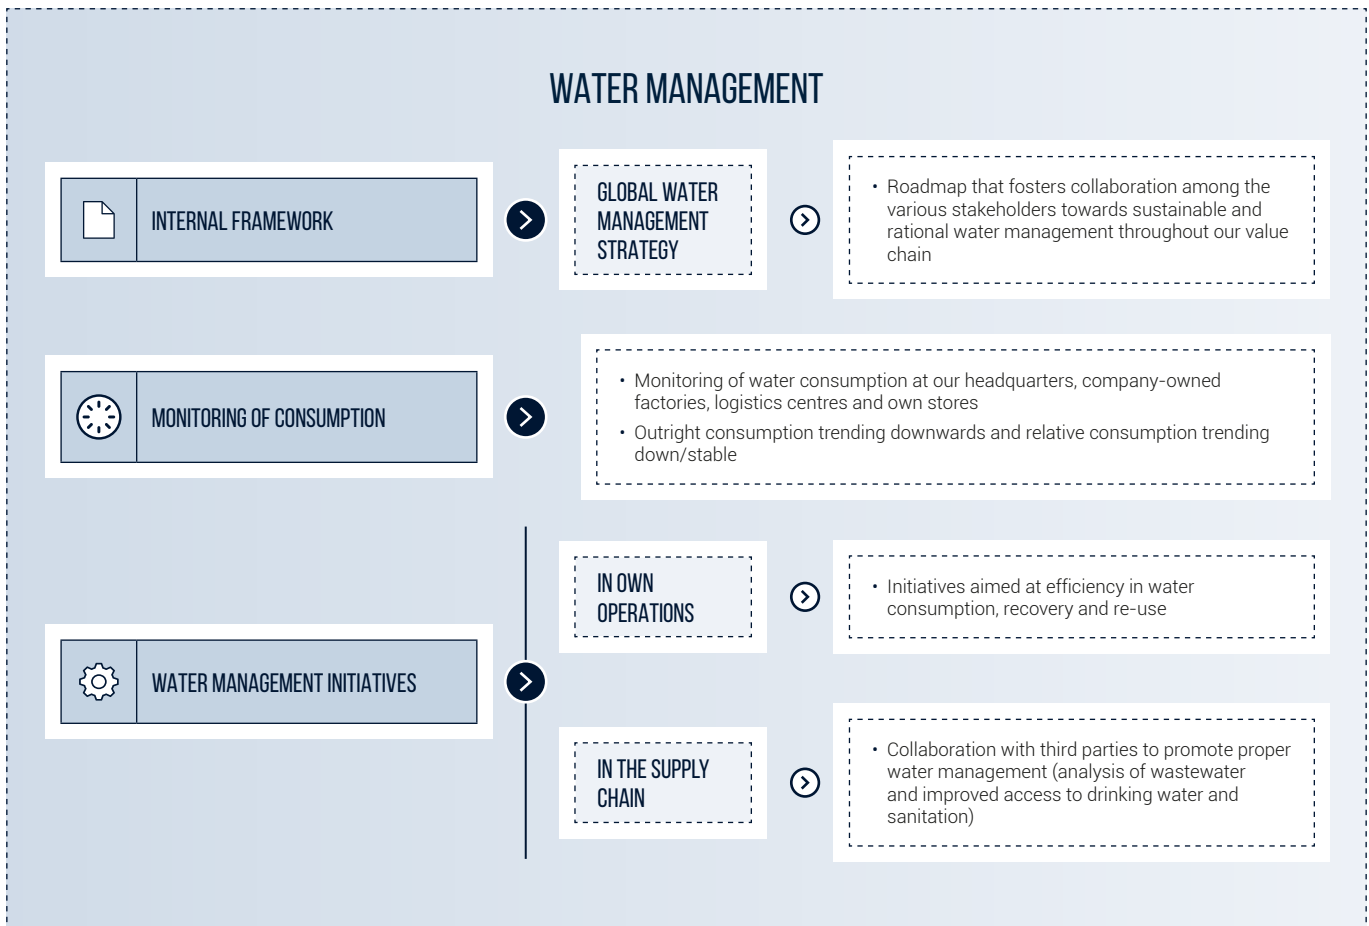 WATER MANAGEMENT
INTERNAL FRAMEWORK
GLOBAL WATER
MANAGEMENT
STRATEGY
• Roadmap that fosters collaboration among the
various stakeholders towards sustainable and
rational water management throughout our value
chain
MONITORING OF CONSUMPTION
• Monitoring of water consumption at our headquarters, company-owned
factories, logistics centres and own stores
• Outright consumption trending downwards and relative consumption trending
down/stable
WATER MANAGEMENT INITIATIVES
IN OWN
OPERATIONS
• Initiatives aimed at efficiency in water
consumption, recovery and re-use
IN THE SUPPLY
CHAIN
• Collaboration with third parties to promote proper
water management (analysis of wastewater
and improved access to drinking water and
sanitation)